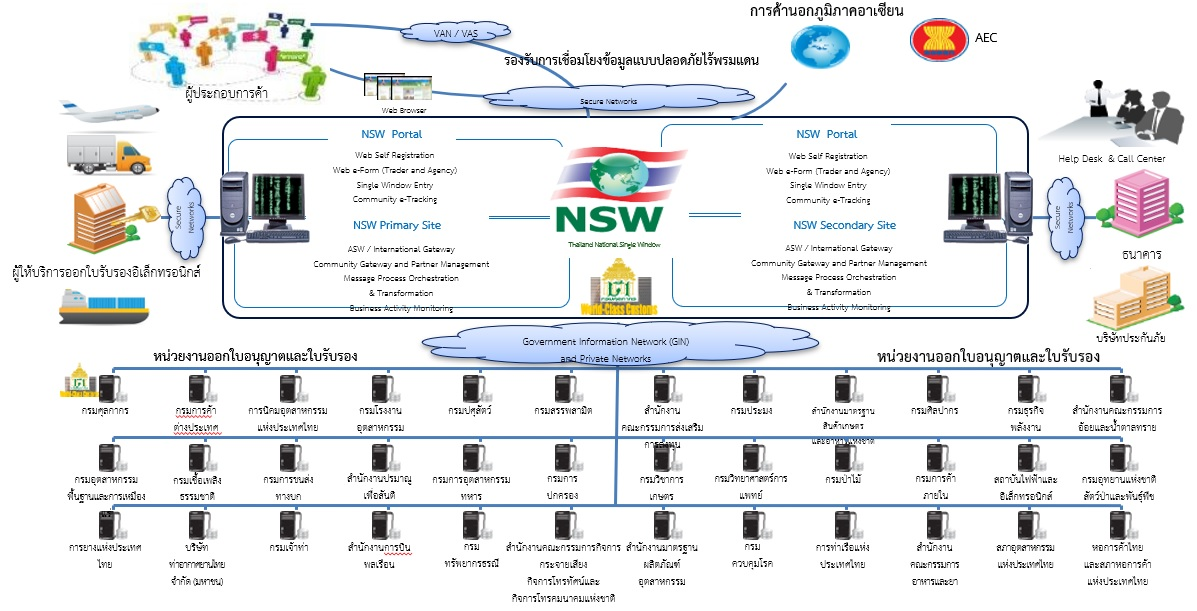 การค้านอกภูมิภาคอาเซียน
VAN / VAS
AEC
รองรับการเชื่อมโยงข้อมูลแบบปลอดภัยไร้พรมแดน
ผู้ประกอบการค้า
Web Browser
Secure Networks
Help Desk & Call Center
NSW Portal
Web Self Registration
Web e-Form (Trader and Agency)
Single Window Entry
Community e-Tracking
NSW Primary Site
ASW / International Gateway
Community Gateway and Partner Management
Message Process Orchestration
& Transformation
Business Activity Monitoring
NSW
Thailand National Single Window
กรมศุลกากร
World-Class Customs
NSW Portal
Web Self Registration
Web e-Form (Trader and Agency)
Single Window Entry
Community e-Tracking
NSW Secondary Site
ASW / International Gateway
Community Gateway and Partner Management
Message Process Orchestration
& Transformation
Business Activity Monitoring
Secure
Networks
Secure
Networks
ผู้ให้บริการออกใบรับรองอิเล็กทรอนิกส์
ธนาคาร
บริษัทประกันภัย
Government Information Network (GIN)
and Private Networks
หน่วยงานออกใบอนุญาตและใบรับรอง
หน่วยงานออกใบอนุญาตและใบรับรอง
กรมศุลกากร
กรมการค้า
ต่างประเทศ
การนิคมอุตสาหกรรม
แห่งประเทศไทย
กรมโรงงาน
อุตสาหกรรม
กรมปศุสัตว์
กรมสรรพสามิต
สำนักงาน
คณะกรรมการส่งเสริม
การลงทุน
กรมประมง
สำนักงานมาตรฐาน
สินค้าเกษตร
และอาหารแห่งชาติ
กรมศิลปากร
กรมธุรกิจ
พลังงาน
สำนักงานคณะกรรมการ
อ้อยและน้ำตาลทราย
กรมอุตสาหกรรม
พื้นฐานและการเหมืองแร่
กรมเชื้อเพลิง
ธรรมชาติ
กรมการขนส่ง
ทางบก
สำนักงานปรมาณู
เพื่อสันติ
กรมการอุตสาหกรรม
ทหาร
กรมการ
ปกครอง
กรมวิชาการ
เกษตร
กรมวิทยาศาสตร์การ
แพทย์
กรมป่าไม้
กรมการค้า
ภายใน
สถาบันไฟฟ้าและ
อิเล็กทรอนิกส์
กรมอุทยานแห่งชาติ
สัตว์ป่าและพันธุ์พืช
การยางแห่งประเทศ
ไทย
บริษัท
ท่าอากาศยานไทย
จำกัด (มหาชน)
กรมเจ้าท่า
สำนักงานการบิน
พลเรือน
กรม
ทรัพยากรธรณี
สำนักงานคณะกรรมการกิจการ
กระจายเสียง
กิจการโทรทัศน์และ
กิจการโทรคมนาคมแห่งชาติ
สำนักงานมาตรฐาน
ผลิตภัณฑ์
อุตสาหกรรม
กรม
ควบคุมโรค
การท่าเรือแห่ง
ประเทศไทย
สำนักงาน
คณะกรรมการ
อาหารและยา
สภาอุตสาหกรรม
แห่งประเทศไทย
หอการค้าไทย
และสภาหอการค้า
แห่งประเทศไทย